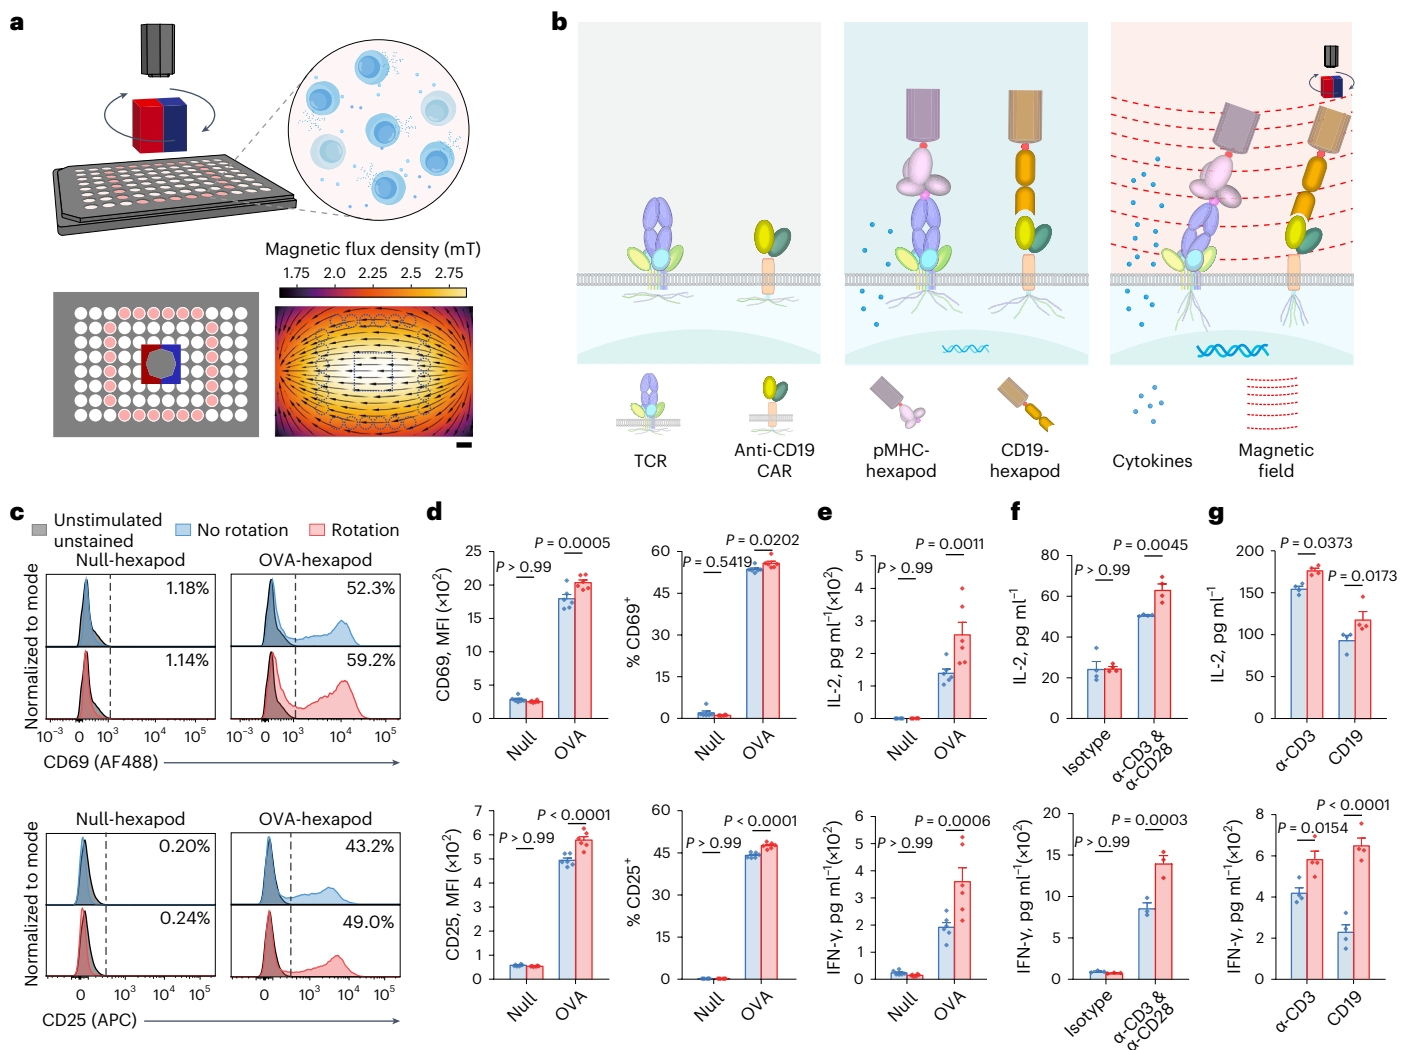 a
b
Magnetic flux density (mT)
1.75 2.0 2.25 2.5 2.75
TCR
Anti-CD19
CAR
pMHC-
hexapod
CD19-
hexapod
Cytokines
Magnetic
field
c
Unstimulated
unstained
No rotation
Rotation
Null-hexapod
OVA-hexapod
Normalized to mode
1.18%
52.3%
1.14%
59.2%
10⁻³ 0 10³ 10⁴ 10⁵
10⁻³ 0 10³ 10⁴ 10⁵
CD69 (AF488)
Null-hexapod
OVA-hexapod
Normalized to mode
0.20%
43.2%
0.24%
49.0%
0 10³ 10⁴ 10⁵
0 10³ 10⁴ 10⁵
CD25 (APC)
d
CD69, MFI (×10²)
25
20
15
10
5
0
P > 0.99
P = 0.0005
Null
OVA
% CD69⁺
60
45
30
15
0
P = 0.5419
P = 0.0202
Null
OVA
CD25, MFI (×10²)
7
6
5
4
3
2
1
0
P > 0.99
P < 0.0001
Null
OVA
% CD25⁺
60
45
30
15
0
P > 0.99
P < 0.0001
Null
OVA
e
IL-2, pg ml⁻¹(×10²)
5
4
3
2
1
0
P > 0.99
P = 0.0011
Null
OVA
IFN-γ, pg ml⁻¹(×10²)
6
5
4
3
2
1
0
P > 0.99
P = 0.0006
Null
OVA
f
IL-2, pg ml⁻¹
80
60
40
20
0
P > 0.99
P = 0.0045
Isotype
α-CD3 &
α-CD28
IFN-γ, pg ml⁻¹(×10²)
20
15
10
5
0
P > 0.99
P = 0.0003
Isotype
α-CD3 &
α-CD28
g
IL-2, pg ml⁻¹
200
150
100
50
0
P = 0.0373
P = 0.0173
α-CD3
CD19
IFN-γ, pg ml⁻¹ (×10²)
8
6
4
2
0
P = 0.0154
P < 0.0001
α-CD3
CD19